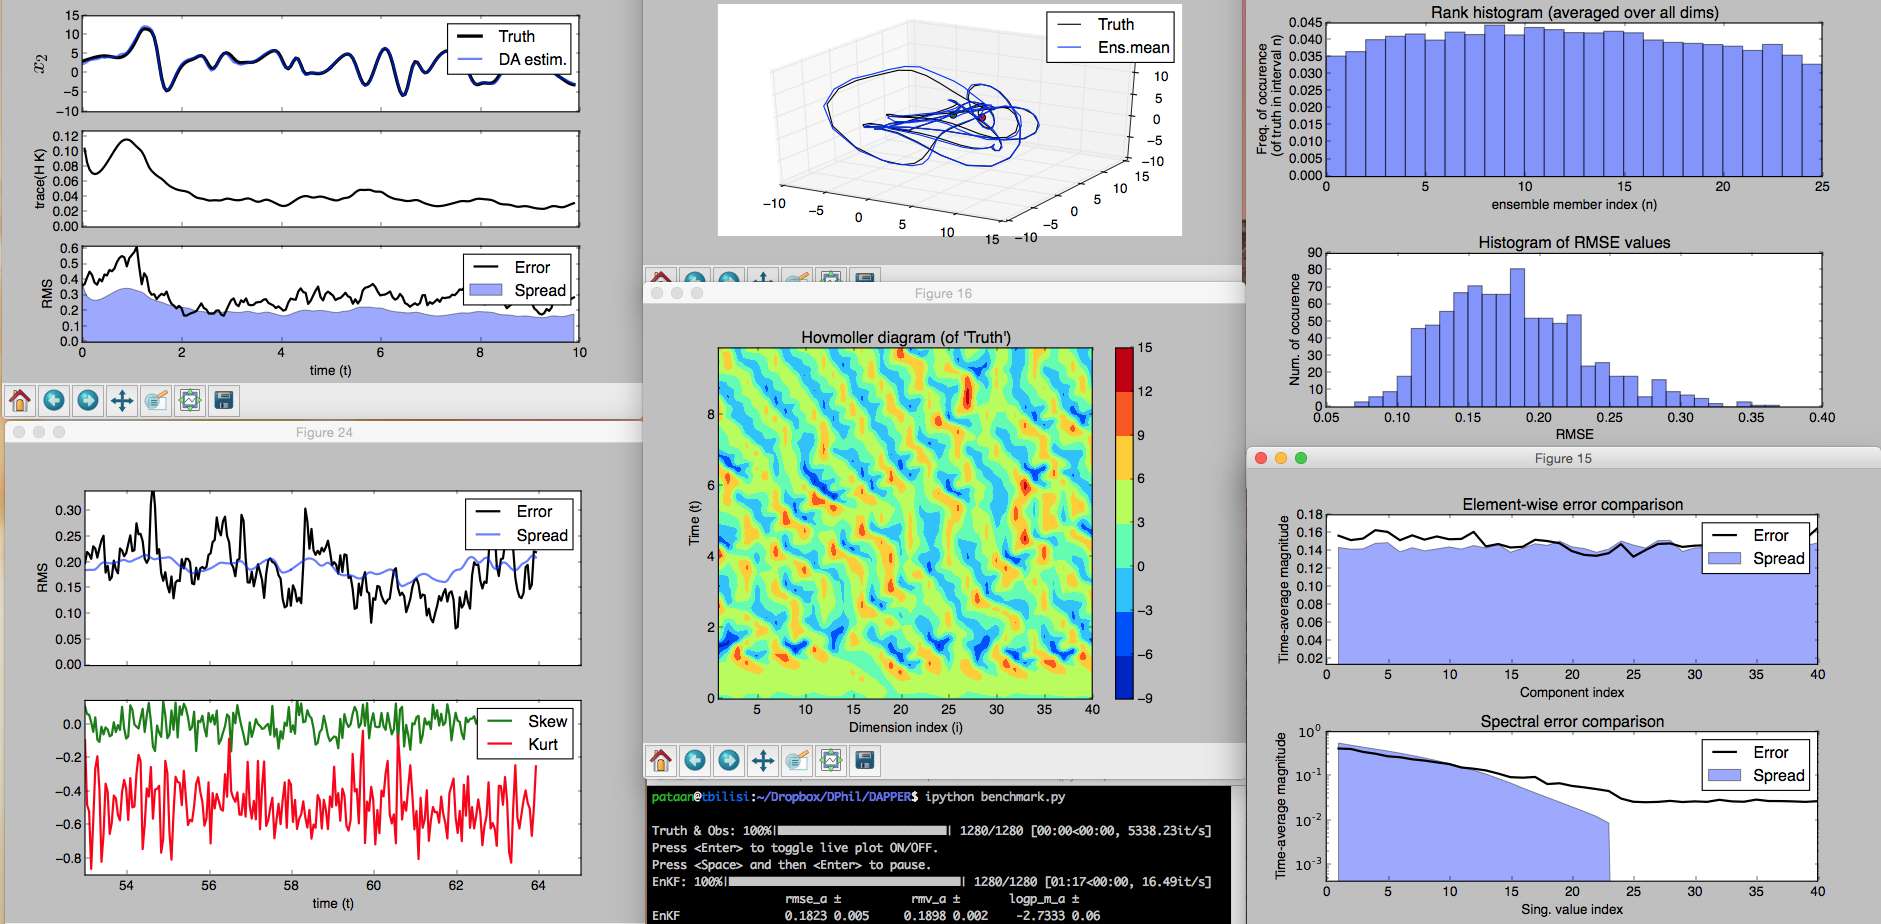 15
10
5
0
−5
−10
x2
Truth
DA estim.
0.12
0.10
0.08
0.06
0.04
0.02
0.00
trace(H K)
0.6
0.5
0.4
0.3
0.2
0.1
0.0
RMS
Error
Spread
0 2 4 6 8 10
time (t)
Figure 24
0.30
0.25
0.20
0.15
0.10
0.05
0.00
RMS
Error
Spread
0.0
−0.2
−0.4
−0.6
−0.8
Skew
Kurt
54 56 58 60 62 64
time (t)
Truth
Ens.mean
10
5
0
−5
−10
−10 −5 0 5 10 15
−10 −5 0 5 10 15
Figure 16
Hovmoller diagram (of 'Truth')
Time (t)
8
6
4
2
0
5 10 15 20 25 30 35 40
Dimension index (i)
15
12
9
6
3
0
−3
−6
−9
pataan@tbilisi:~/Dropbox/DPhil/DAPPER$ ipython benchmark.py
Truth & Obs: 100%| | 1280/1280 [00:00<00:00, 5338.23it/s]
Press <Enter> to toggle live plot ON/OFF.
Press <Space> and then <Enter> to pause.
EnKF: 100%| | 1280/1280 [01:17<00:00, 16.49it/s]
rmse_a ± rmv_a ± logp_m_a ±
EnKF 0.1823 0.005 0.1898 0.002 -2.7333 0.06
Rank histogram (averaged over all dims)
Freq. of occurence
(of truth in interval n)
0.045
0.040
0.035
0.030
0.025
0.020
0.015
0.010
0.005
0.000
0 5 10 15 20 25
ensemble member index (n)
Histogram of RMSE values
Num. of occurence
90
80
70
60
50
40
30
20
10
0
0.05 0.10 0.15 0.20 0.25 0.30 0.35 0.40
RMSE
Figure 15
Element-wise error comparison
Time-average magnitude
0.18
0.16
0.14
0.12
0.10
0.08
0.06
0.04
0.02
Error
Spread
0 5 10 15 20 25 30 35 40
Component index
Spectral error comparison
Time-average magnitude
10^0
10^-1
10^-2
10^-3
Error
Spread
0 5 10 15 20 25 30 35 40
Sing. value index